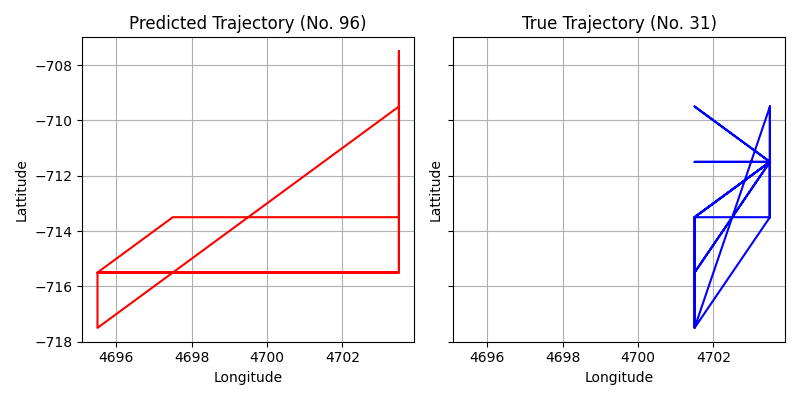 Predicted Trajectory (No. 96)
True Trajectory (No. 31)
−708
−710
−712
−714
−716
−718
Lattitude
Lattitude
4696
4698
4700
4702
4696
4698
4700
4702
Longitude
Longitude